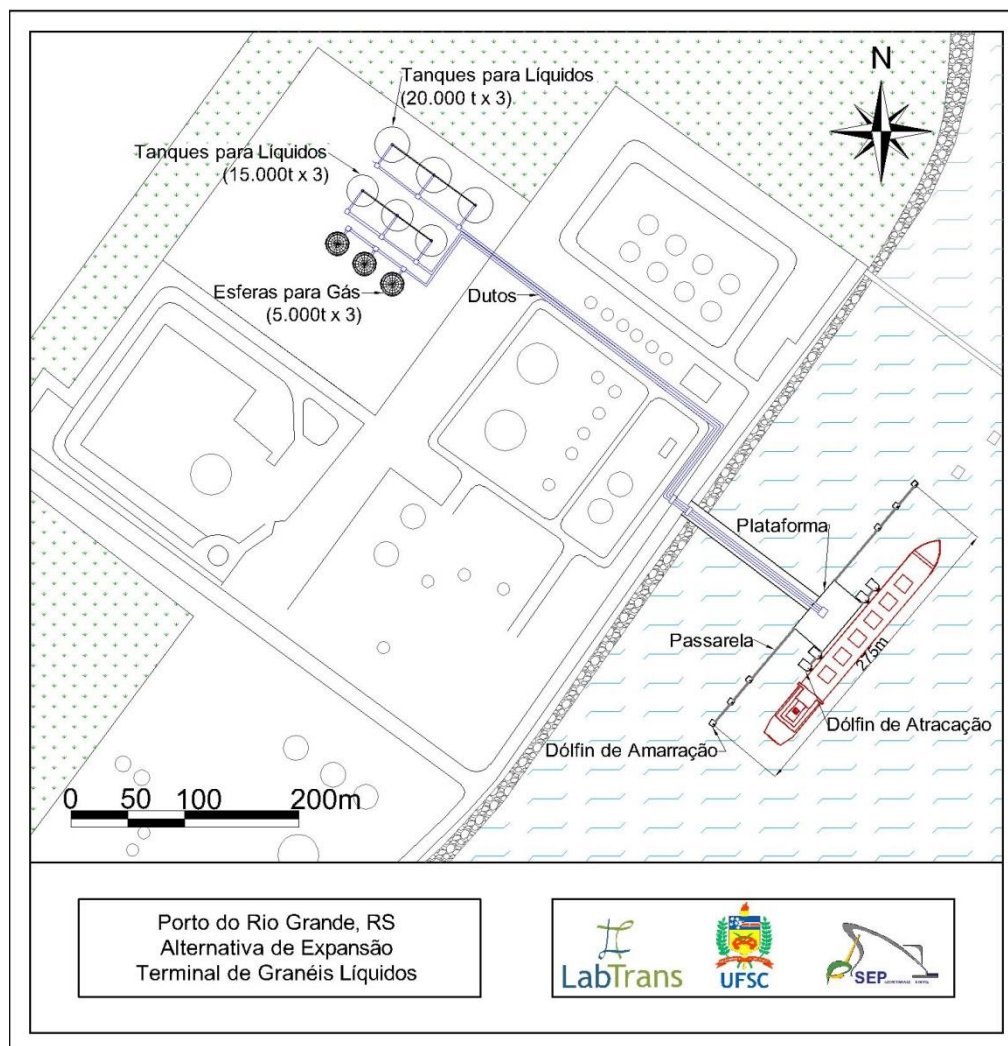 N
Tanques para Líquidos
(20.000 t x 3)
Tanques para Líquidos
(15.000t x 3)
Esferas para Gás
(5.000t x 3)
Dutos
Plataforma
Passarela
275m
Dólfin de Atracação
Dólfin de Amarração
0 50 100 200m
Porto do Rio Grande, RS
Alternativa de Expansão
Terminal de Granéis Líquidos
LabTrans
UFSC
SEP